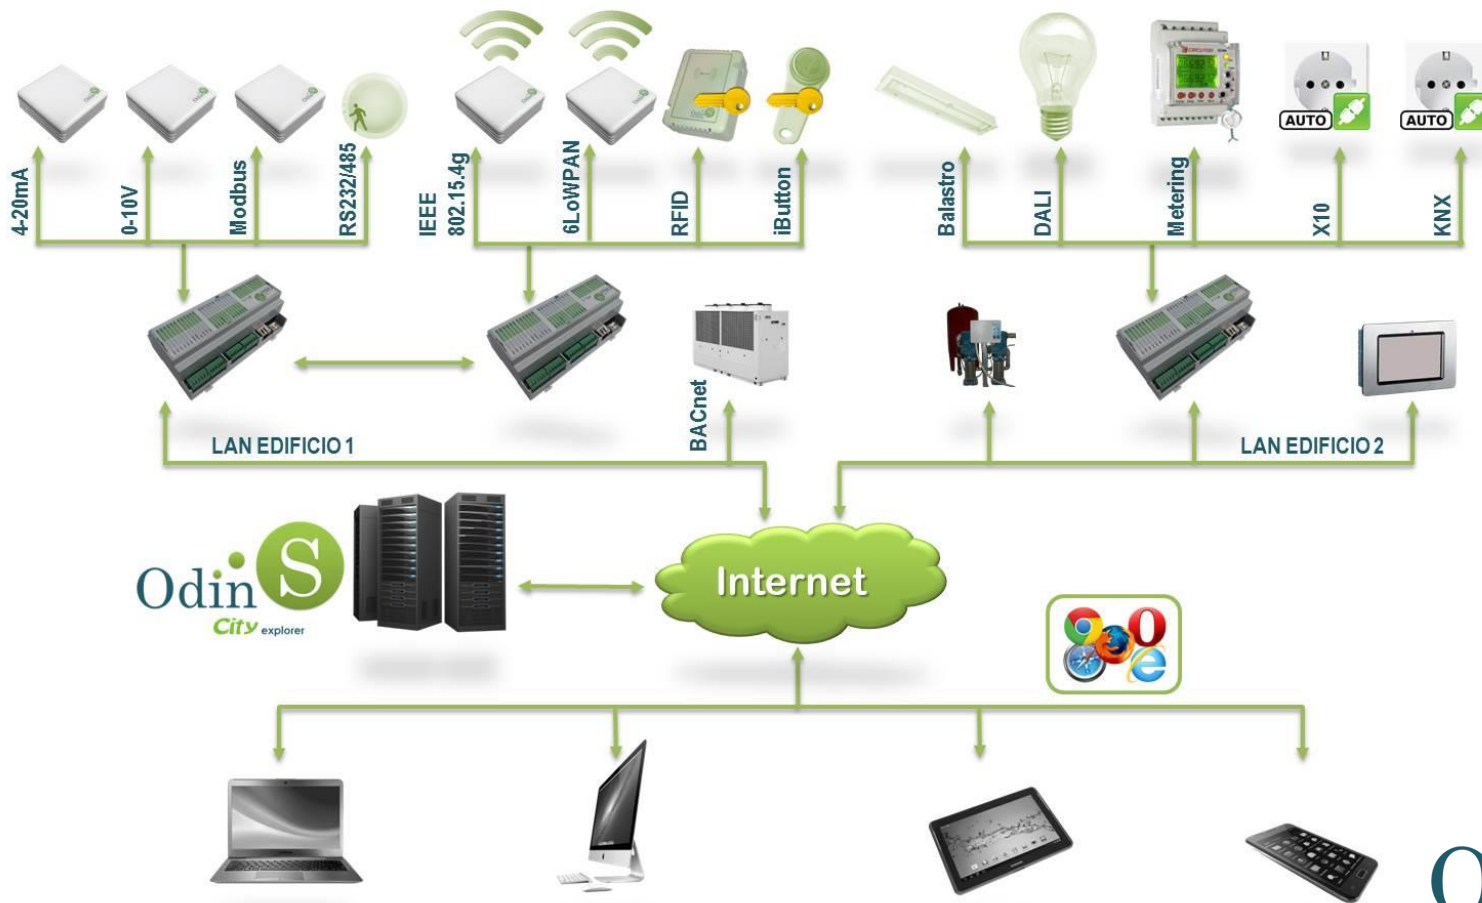 4-20mA
0-10V
Modbus
RS232/485
IEEE
802.15.4g
6LoWPAN
RFID
iButton
Balastro
DALI
Metering
X10
KNX
AUTO
AUTO
OdinS
BACnet
LAN EDIFICIO 1
LAN EDIFICIO 2
OdinS
City explorer
Internet